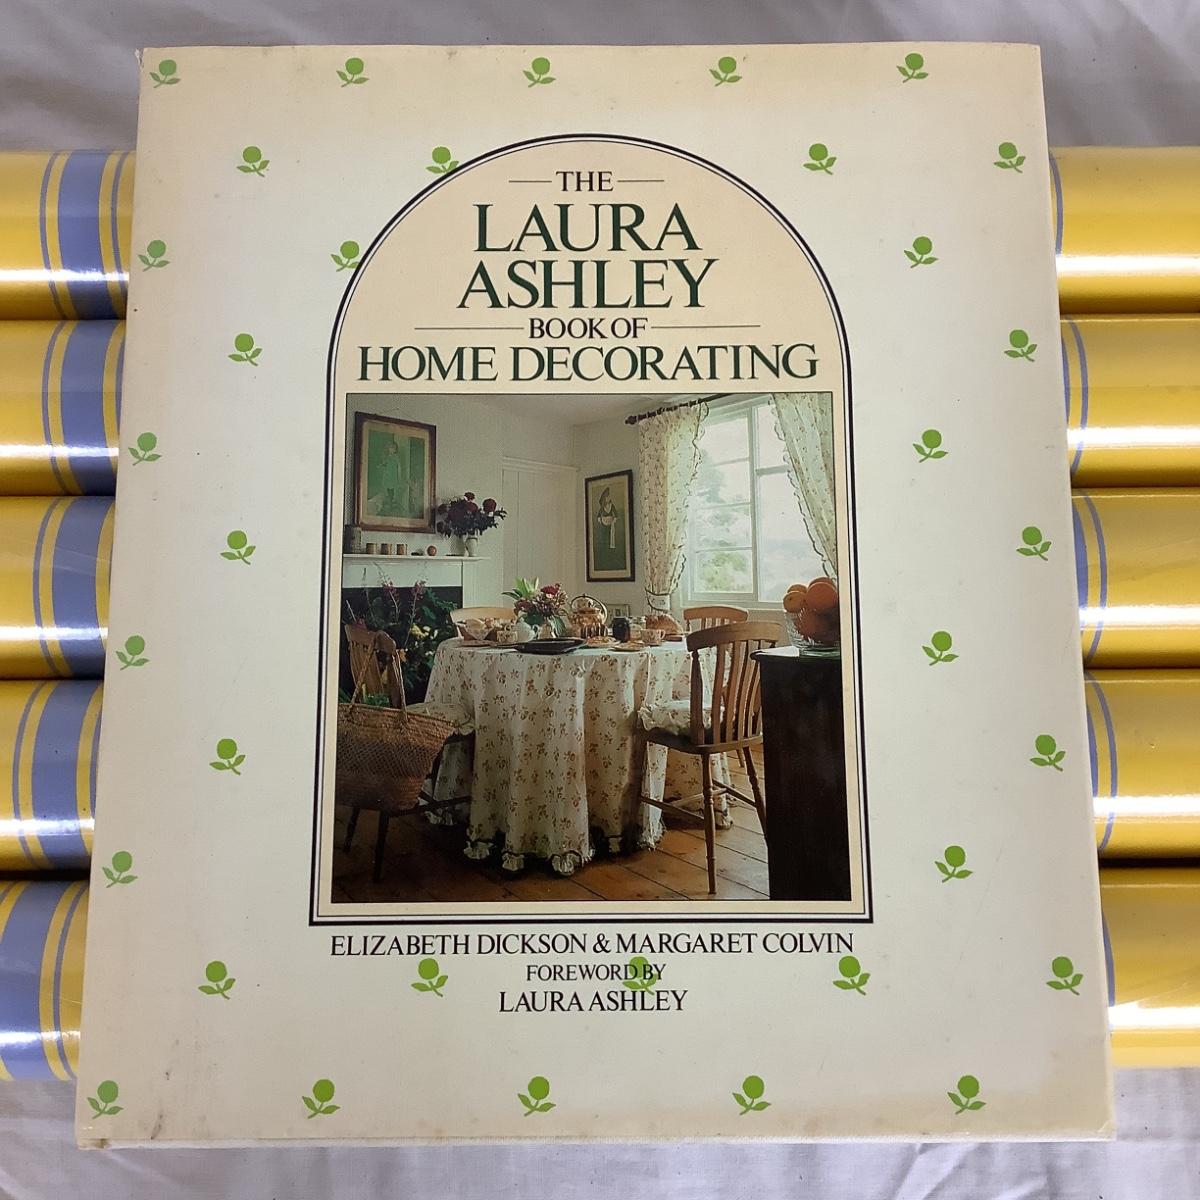 THE
LAURA
ASHLEY
BOOK OF
HOME DECORATING
ELIZABETH DICKSON & MARGARET COLVIN
FOREWORD BY
LAURA ASHLEY